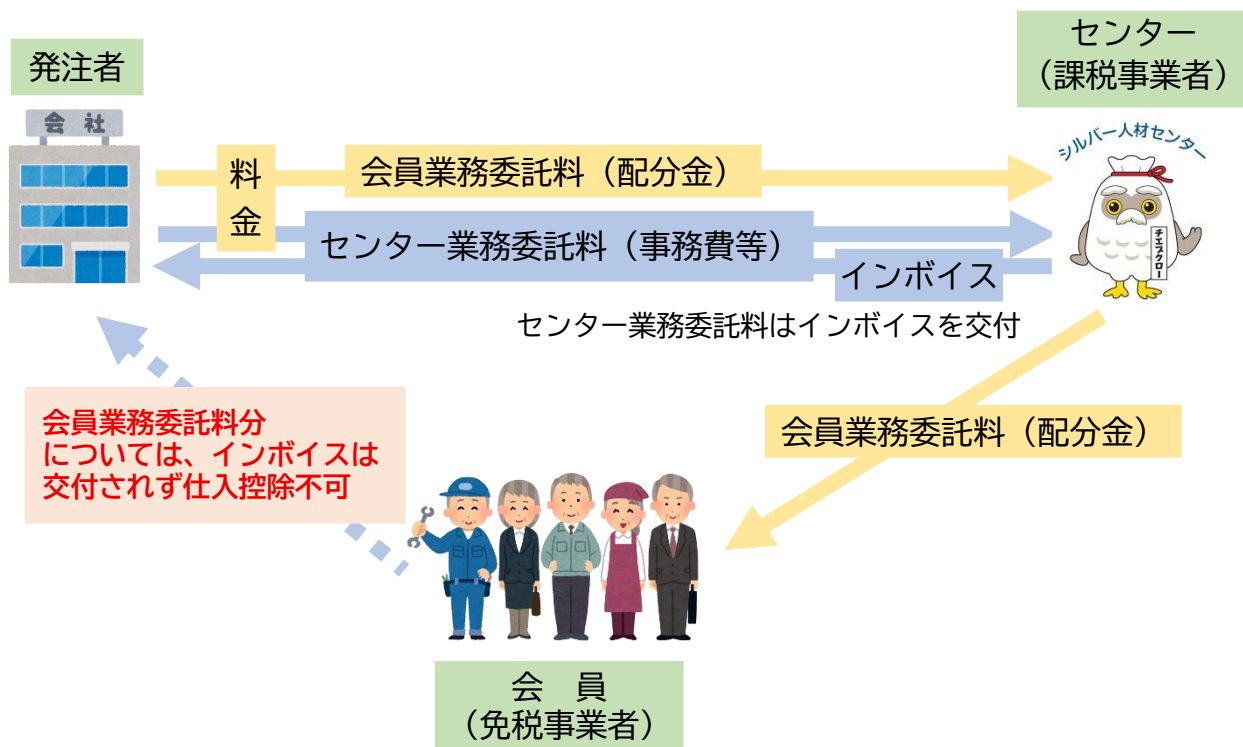 発注者
センター
（課税事業者）
会社
シルバー人材センター
チエブクロー
料
金
会員業務委託料（配分金）
センター業務委託料（事務費等）
インボイス
センター業務委託料はインボイスを交付
会員業務委託料分
については、インボイスは
交付されず仕入控除不可
会員業務委託料（配分金）
会　員
（免税事業者）